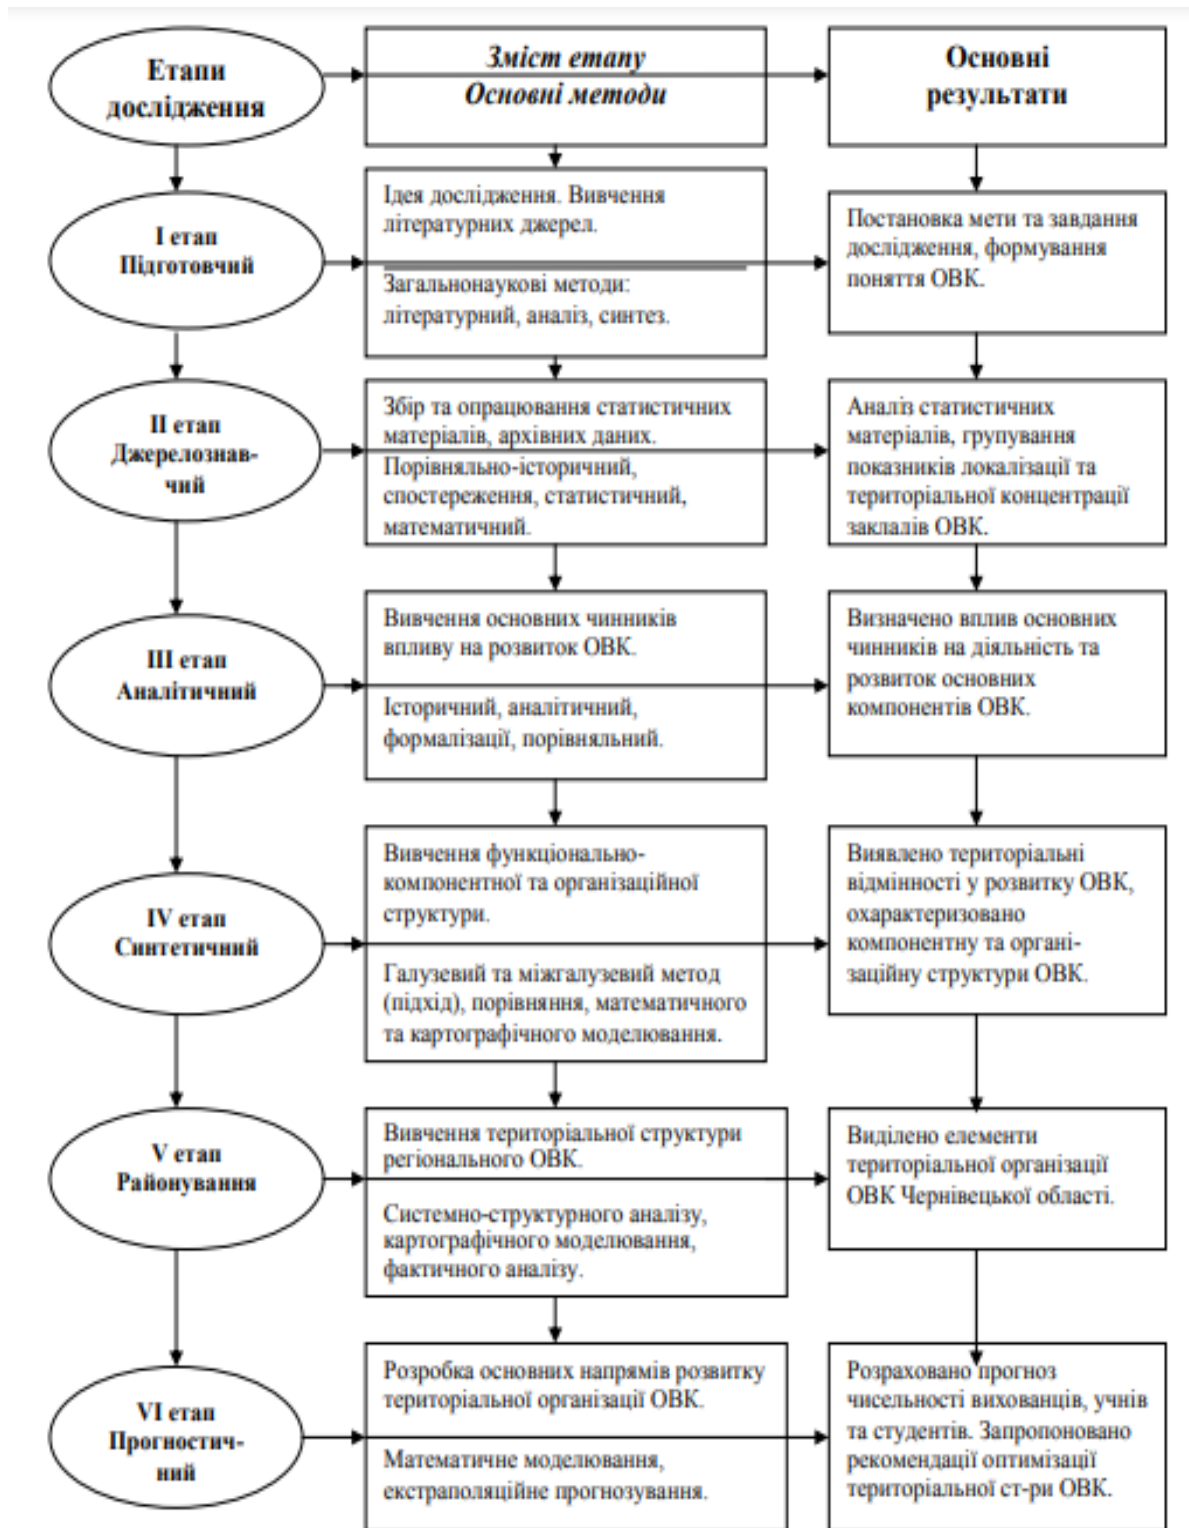 Етапи
дослідження
Зміст етапу
Основні методи
Основні
результати
I етап
Підготовчий
Ідея дослідження. Вивчення
літературних джерел.
Загальнонаукові методи:
літературний, аналіз, синтез.
Постановка мети та завдання
дослідження, формування
поняття ОВК.
II етап
Джерелознав-
чий
Збір та опрацювання статистичних
матеріалів, архівних даних.
Порівняльно-історичний,
спостереження, статистичний,
математичний.
Аналіз статистичних
матеріалів, групування
показників локалізації та
територіальної концентрації
закладів ОВК.
III етап
Аналітичний
Вивчення основних чинників
впливу на розвиток ОВК.
Історичний, аналітичний,
формалізації, порівняльний.
Визначено вплив основних
чинників на діяльність та
розвиток основних
компонентів ОВК.
IV етап
Синтетичний
Вивчення функціонально-
компонентної та організаційної
структури.
Галузевий та міжгалузевий метод
(підхід), порівняння, математичного
та картографічного моделювання.
Виявлено територіальні
відмінності у розвитку ОВК,
охарактеризовано
компонентну та органі-
заційну структури ОВК.
V етап
Районування
Вивчення територіальної структури
регіонального ОВК.
Системно-структурного аналізу,
картографічного моделювання,
фактичного аналізу.
Виділено елементи
територіальної організації
ОВК Чернівецької області.
VI етап
Прогностич-
ний
Розробка основних напрямів розвитку
територіальної організації ОВК.
Математичне моделювання,
екстраполяційне прогнозування.
Розраховано прогноз
чисельності вихованців, учнів
та студентів. Запропоновано
рекомендації оптимізації
територіальної ст-ри ОВК.